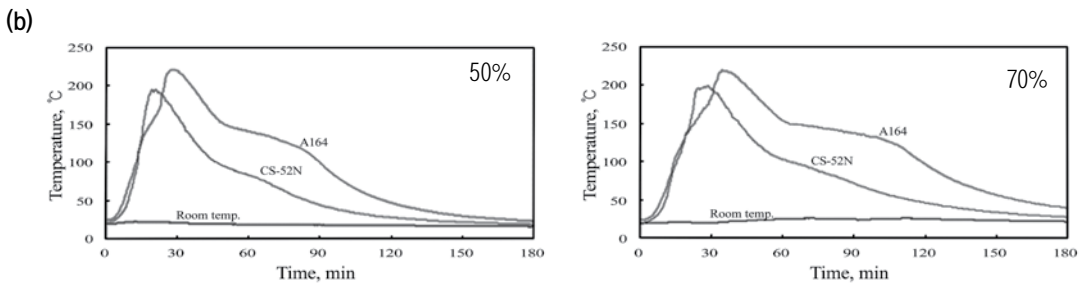 (b)
Temperature, ℃
250
200
150
100
50
0
50%
A164
CS-52N
Room temp.
0 30 60 90 120 150 180
Time, min
Temperature, ℃
250
200
150
100
50
0
70%
A164
CS-52N
Room temp.
0 30 60 90 120 150 180
Time, min